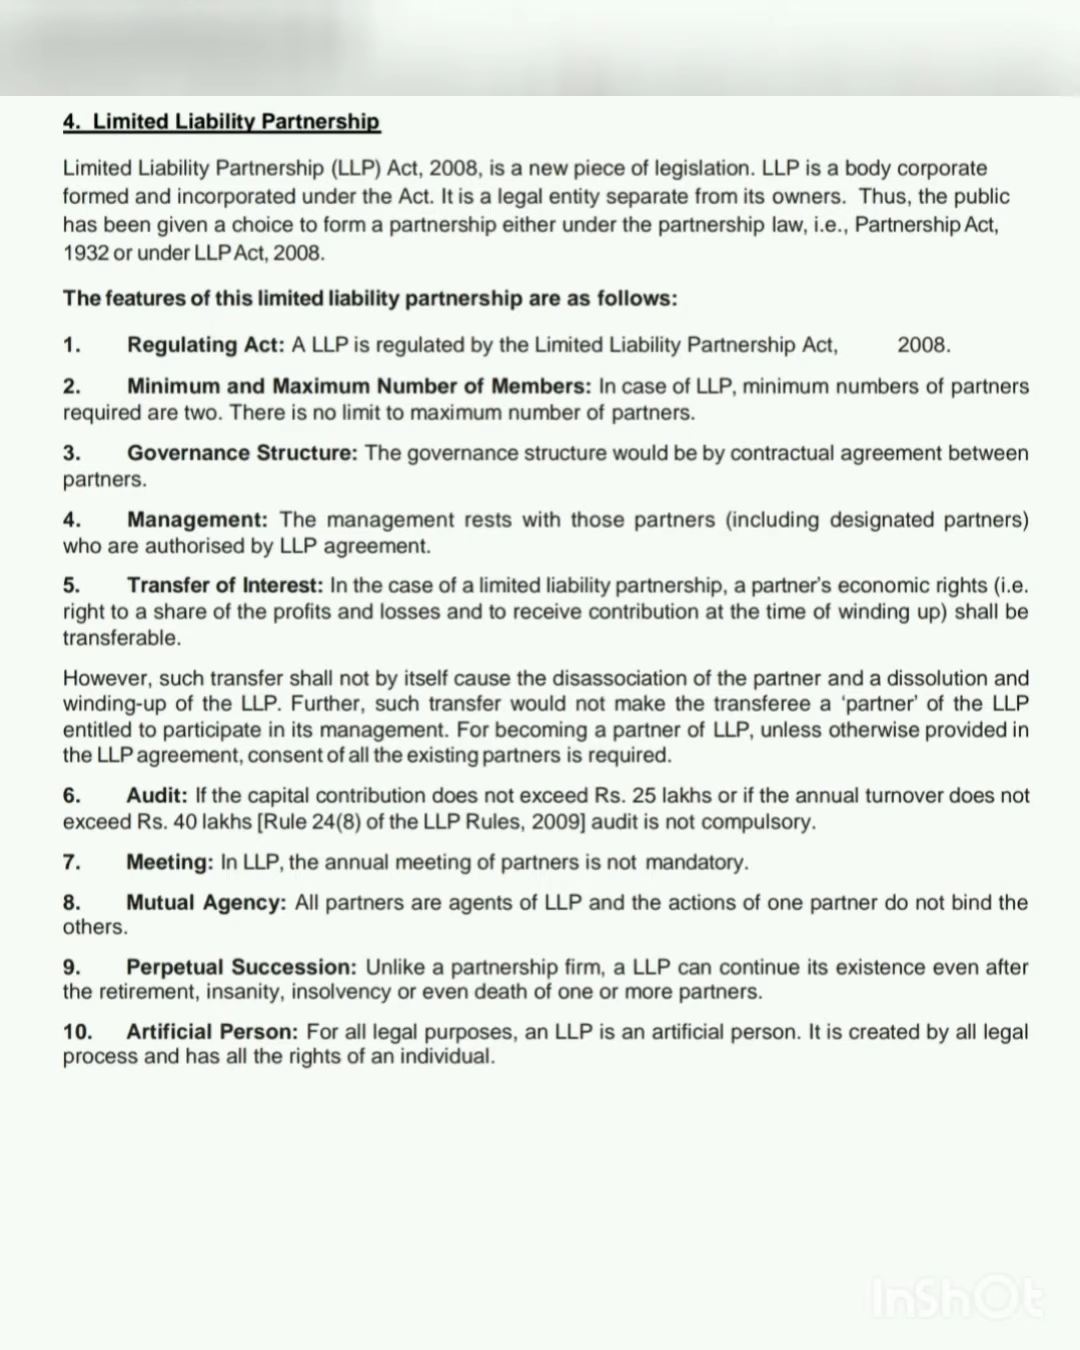 4. Limited Liability Partnership
Limited Liability Partnership (LLP) Act, 2008, is a new piece of legislation. LLP is a body corporate
formed and incorporated under the Act. It is a legal entity separate from its owners. Thus, the public
has been given a choice to form a partnership either under the partnership law, i.e., Partnership Act,
1932 or under LLP Act, 2008.
The features of this limited liability partnership are as follows:
1. Regulating Act: A LLP is regulated by the Limited Liability Partnership Act, 2008.
2. Minimum and Maximum Number of Members: In case of LLP, minimum numbers of partners
required are two. There is no limit to maximum number of partners.
3. Governance Structure: The governance structure would be by contractual agreement between
partners.
4. Management: The management rests with those partners (including designated partners)
who are authorised by LLP agreement.
5. Transfer of Interest: In the case of a limited liability partnership, a partner's economic rights (i.e.
right to a share of the profits and losses and to receive contribution at the time of winding up) shall be
transferable.
However, such transfer shall not by itself cause the disassociation of the partner and a dissolution and
winding-up of the LLP. Further, such transfer would not make the transferee a 'partner' of the LLP
entitled to participate in its management. For becoming a partner of LLP, unless otherwise provided in
the LLP agreement, consent of all the existing partners is required.
6. Audit: If the capital contribution does not exceed Rs. 25 lakhs or if the annual turnover does not
exceed Rs. 40 lakhs [Rule 24(8) of the LLP Rules, 2009] audit is not compulsory.
7. Meeting: In LLP, the annual meeting of partners is not mandatory.
8. Mutual Agency: All partners are agents of LLP and the actions of one partner do not bind the
others.
9. Perpetual Succession: Unlike a partnership firm, a LLP can continue its existence even after
the retirement, insanity, insolvency or even death of one or more partners.
10. Artificial Person: For all legal purposes, an LLP is an artificial person. It is created by all legal
process and has all the rights of an individual.
InShOt